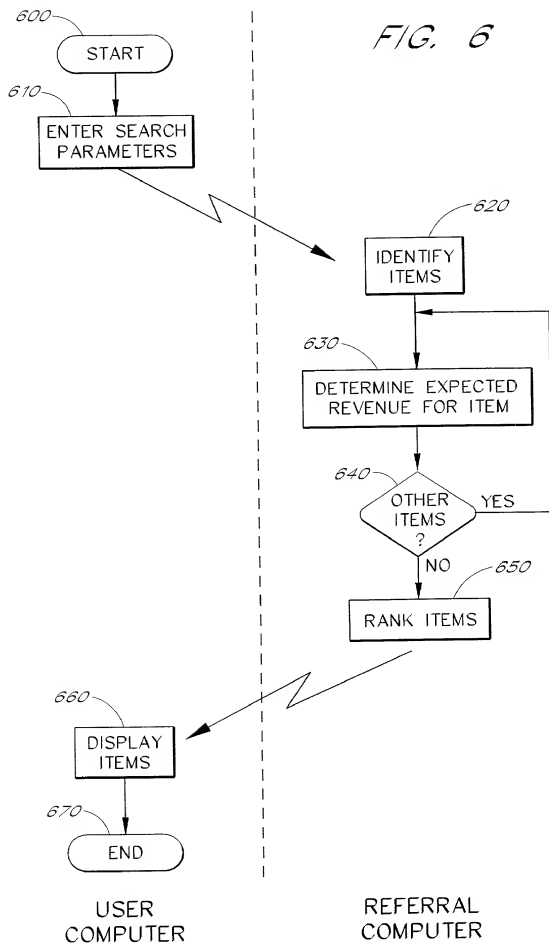 FIG. 6
600
START
610
ENTER SEARCH
PARAMETERS
620
IDENTIFY
ITEMS
630
DETERMINE EXPECTED
REVENUE FOR ITEM
640
OTHER
ITEMS
?
YES
NO
650
RANK ITEMS
660
DISPLAY
ITEMS
670
END
USER
COMPUTER
REFERRAL
COMPUTER